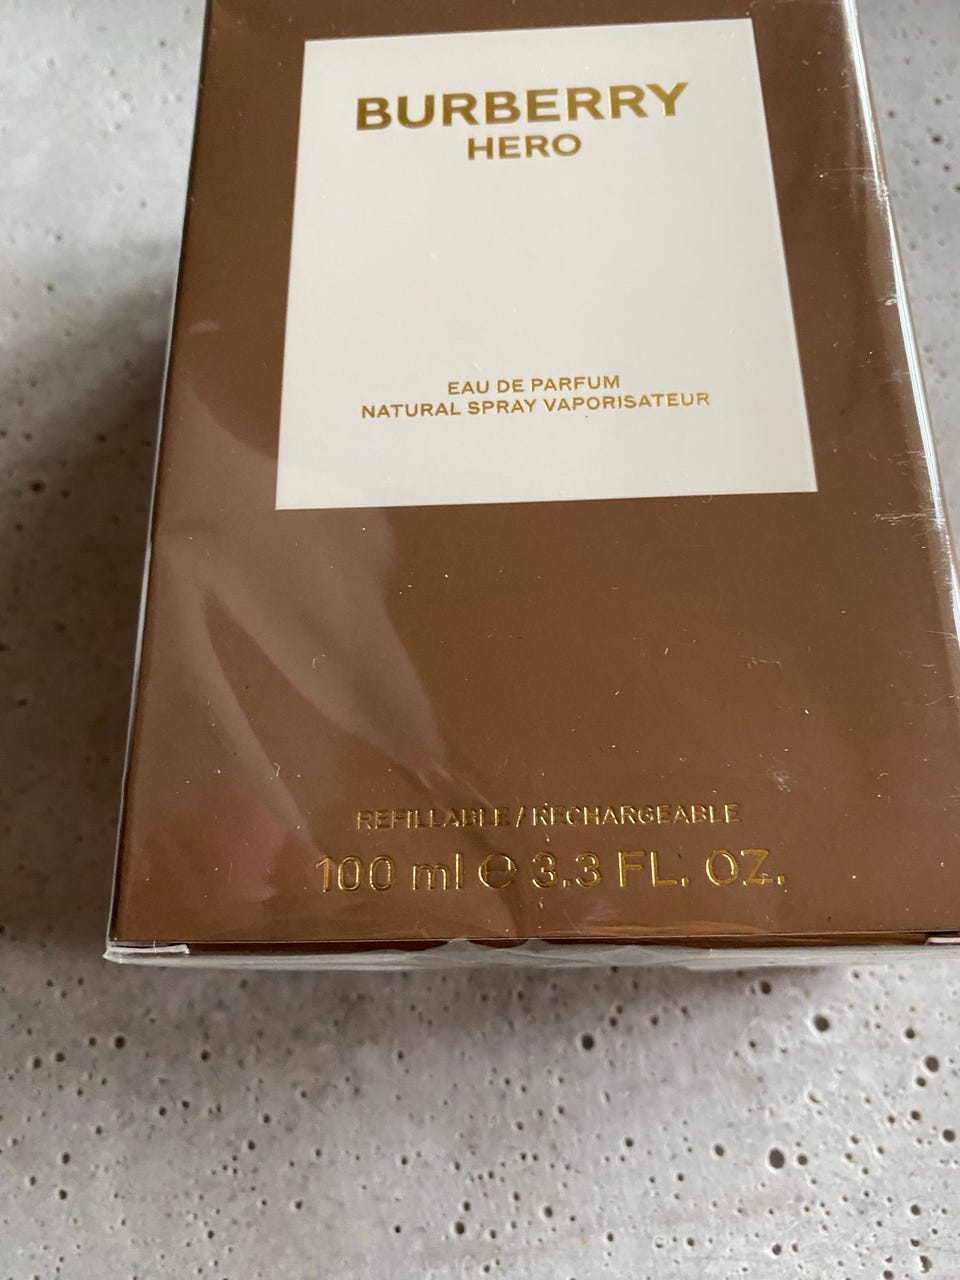 BURBERRY
HERO
EAU DE PARFUM
NATURAL SPRAY VAPORISATEUR
REFILLABLE / RECHARGEABLE
100 ml ℮ 3.3 FL. OZ.